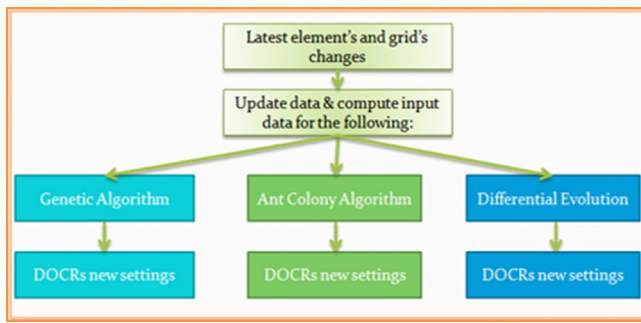 Latest element's and grid's
changes
Update data & compute input
data for the following:
Genetic Algorithm
Ant Colony Algorithm
Differential Evolution
DOCRs new settings
DOCRs new settings
DOCRs new settings